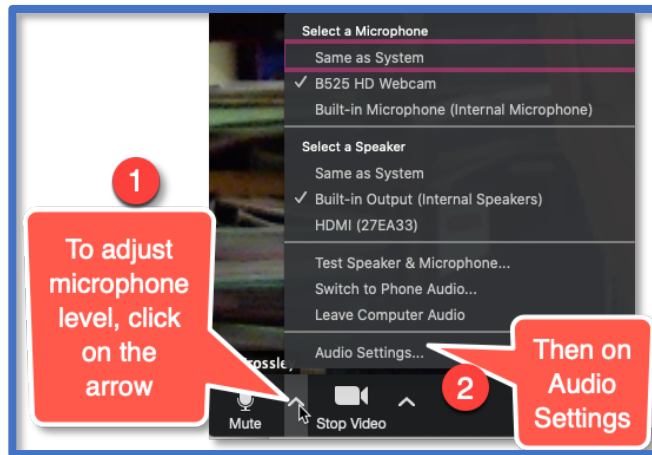 Select a Microphone
Same as System
✓ B525 HD Webcam
Built-in Microphone (Internal Microphone)
Select a Speaker
Same as System
✓ Built-in Output (Internal Speakers)
HDMI (27EA33)
Test Speaker & Microphone...
Switch to Phone Audio...
Leave Computer Audio
Audio Settings...
1
To adjust
microphone
level, click
on the
arrow
rossley
2
Then on
Audio
Settings
Mute
Stop Video